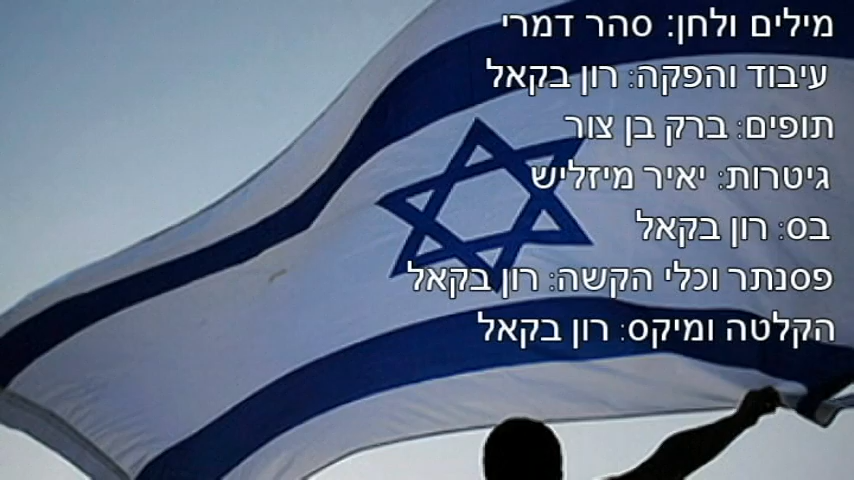 מילים ולחן: סהר דמרי
עיבוד והפקה: רון בקאל
תופים: ברק בן צור
גיטרות: יאיר מיזליש
בס: רון בקאל
פסנתר וכלי הקשה: רון בקאל
הקלטה ומיקס: רון בקאל